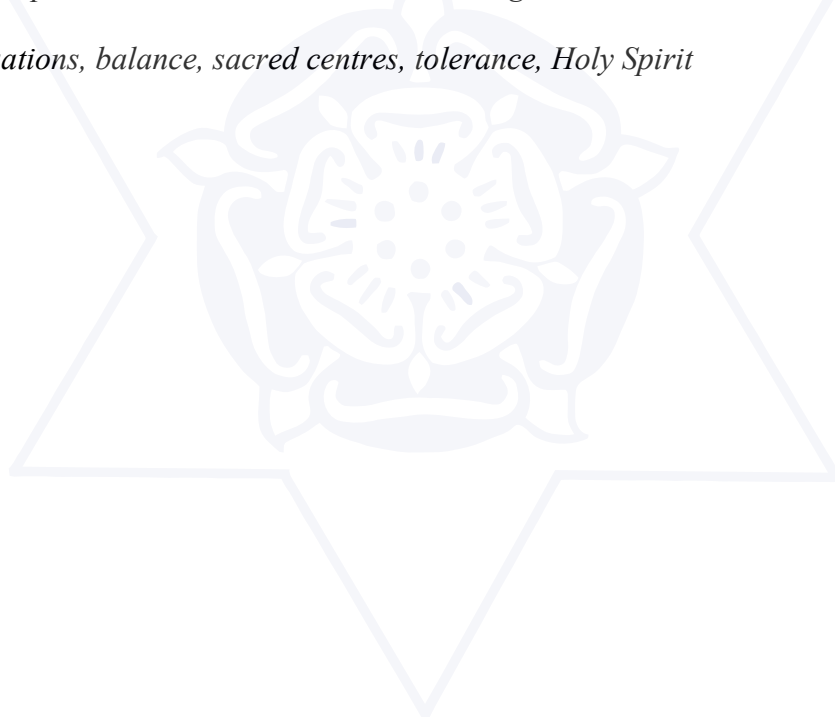 ations, balance, sacred centres, tolerance, Holy Spirit